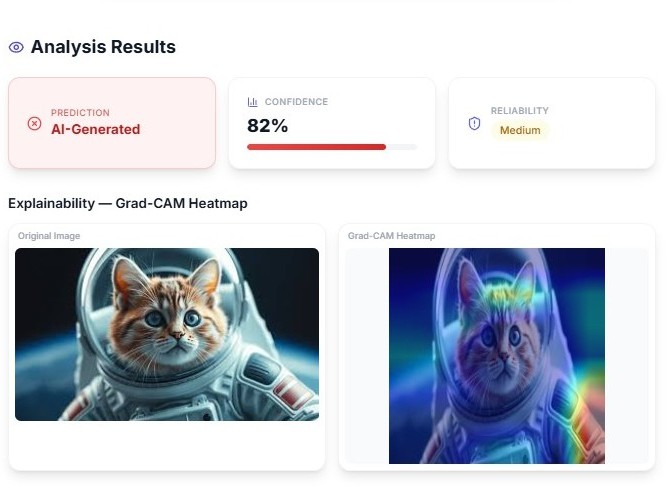 Analysis Results
PREDICTION
AI-Generated
CONFIDENCE
82%
RELIABILITY
Medium
Explainability — Grad-CAM Heatmap
Original Image
Grad-CAM Heatmap